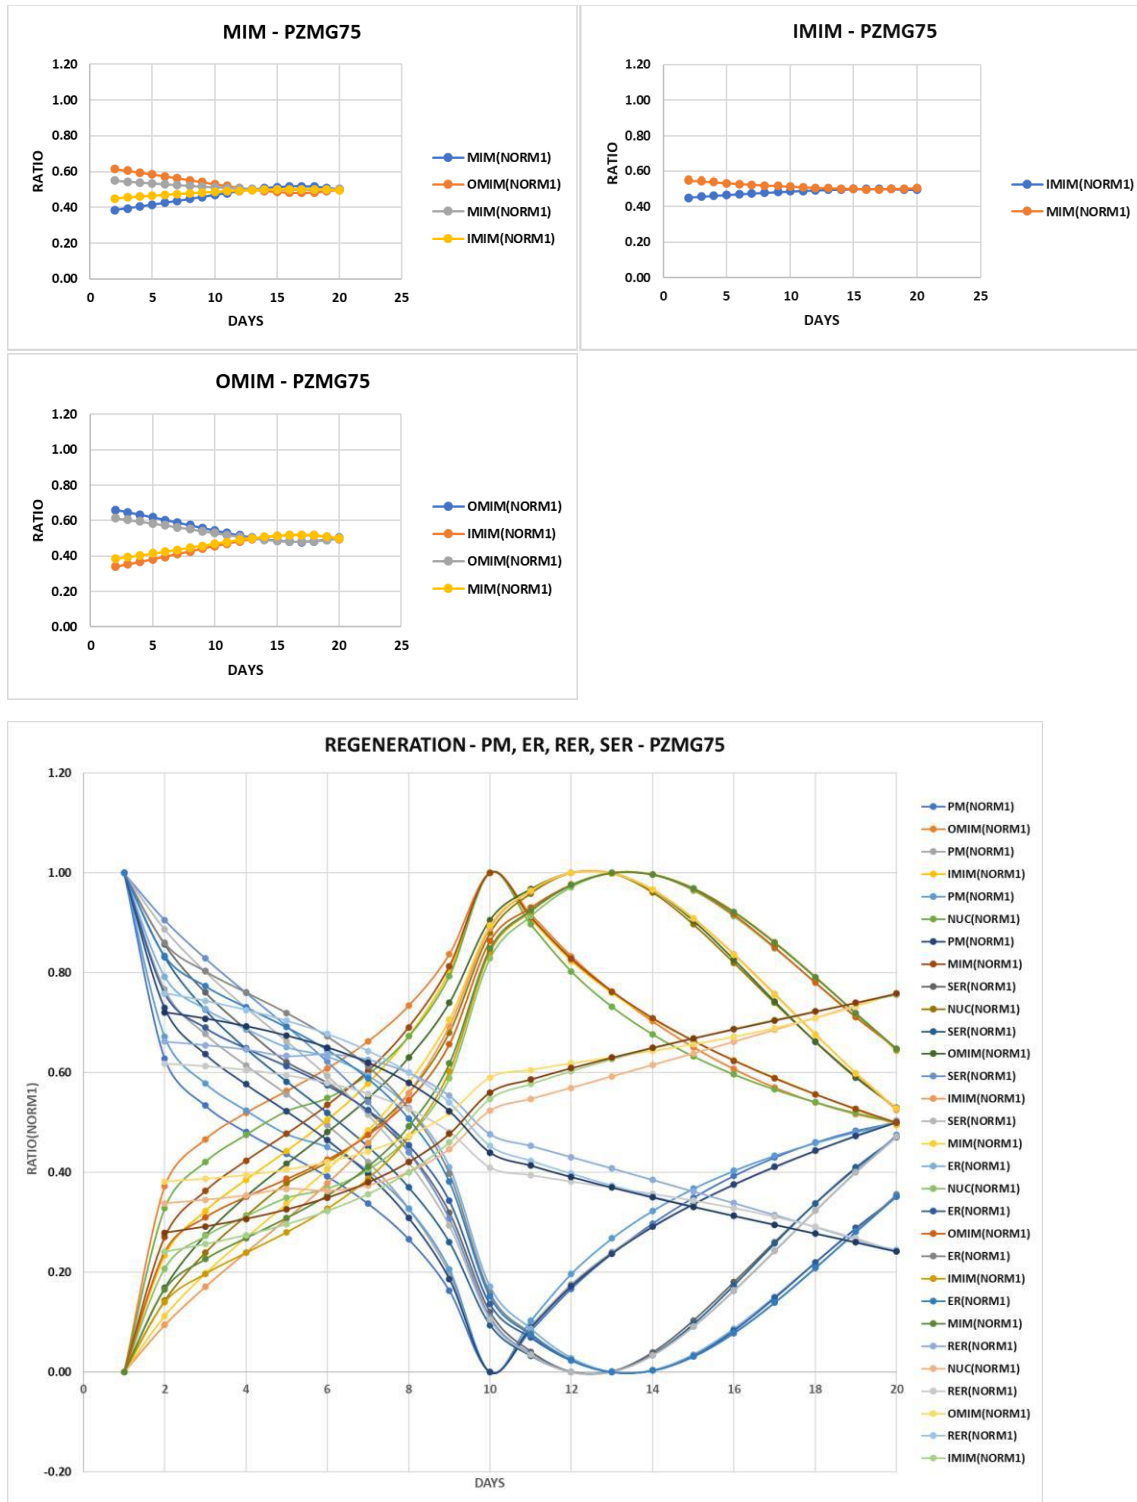 MIM - PZMG75
1.20
1.00
0.80
0.60
0.40
0.20
0.00
RATIO
0 5 10 15 20 25
DAYS
MIM(NORM1)
OMIM(NORM1)
MIM(NORM1)
IMIM(NORM1)
IMIM - PZMG75
1.20
1.00
0.80
0.60
0.40
0.20
0.00
RATIO
0 5 10 15 20 25
DAYS
IMIM(NORM1)
MIM(NORM1)
OMIM - PZMG75
1.20
1.00
0.80
0.60
0.40
0.20
0.00
RATIO
0 5 10 15 20 25
DAYS
OMIM(NORM1)
IMIM(NORM1)
OMIM(NORM1)
MIM(NORM1)
REGENERATION - PM, ER, RER, SER - PZMG75
1.20
1.00
0.80
0.60
0.40
0.20
0.00
-0.20
RATIO(NORM1)
0 2 4 6 8 10 12 14 16 18 20
DAYS
PM(NORM1)
OMIM(NORM1)
PM(NORM1)
IMIM(NORM1)
PM(NORM1)
NUC(NORM1)
PM(NORM1)
MIM(NORM1)
SER(NORM1)
NUC(NORM1)
SER(NORM1)
OMIM(NORM1)
SER(NORM1)
IMIM(NORM1)
SER(NORM1)
MIM(NORM1)
ER(NORM1)
NUC(NORM1)
ER(NORM1)
OMIM(NORM1)
ER(NORM1)
IMIM(NORM1)
ER(NORM1)
MIM(NORM1)
RER(NORM1)
NUC(NORM1)
RER(NORM1)
OMIM(NORM1)
RER(NORM1)
IMIM(NORM1)